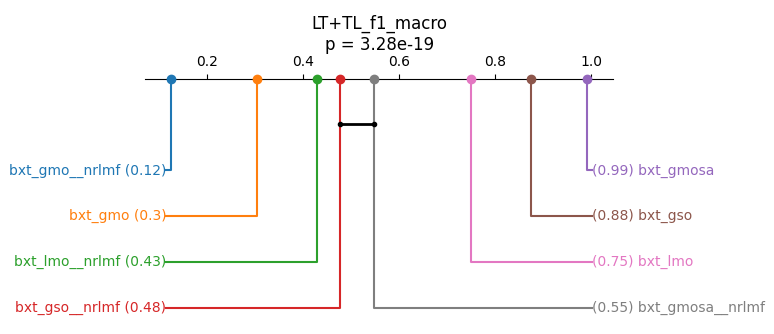 LT+TL_f1_macro
p = 3.28e-19
0.2 0.4 0.6 0.8 1.0
bxt_gmo__nrlmf (0.12) (0.99) bxt_gmosa
bxt_gmo (0.3) (0.88) bxt_gso
bxt_lmo__nrlmf (0.43) (0.75) bxt_lmo
bxt_gso__nrlmf (0.48) (0.55) bxt_gmosa__nrlmf